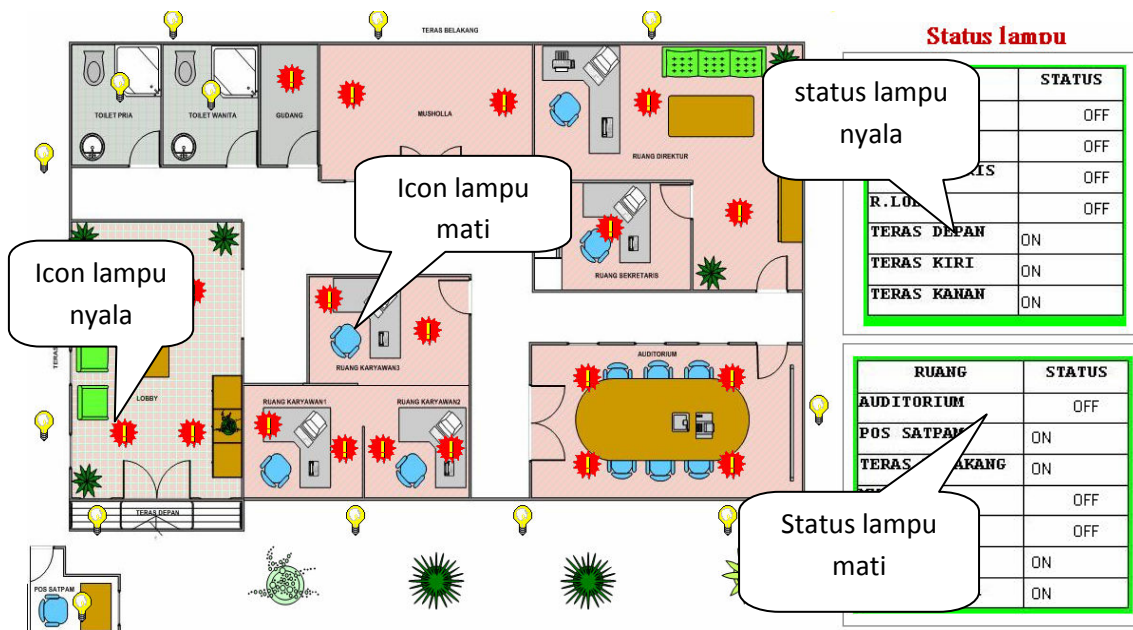 TERAS BELAKANG
Status lampu
TOILET PRIA
TOILET WANITA
GUDANG
MUSHOLLA
RUANG DIREKTUR
Icon lampu
mati
RUANG SEKRETARIS
Icon lampu
nyala
LOBBY
RUANG KARYAWAN3
RUANG KARYAWAN1
RUANG KARYAWAN2
AUDITORIUM
TERAS DEPAN
POS SATPAM
status lampu
nyala
STATUS
OFF
OFF
OFF
OFF
TERAS DEPAN ON
TERAS KIRI ON
TERAS KANAN ON
RUANG STATUS
AUDITORIUM OFF
POS SATPAM ON
TERAS ON
OFF
OFF
ON
ON
Status lampu
mati